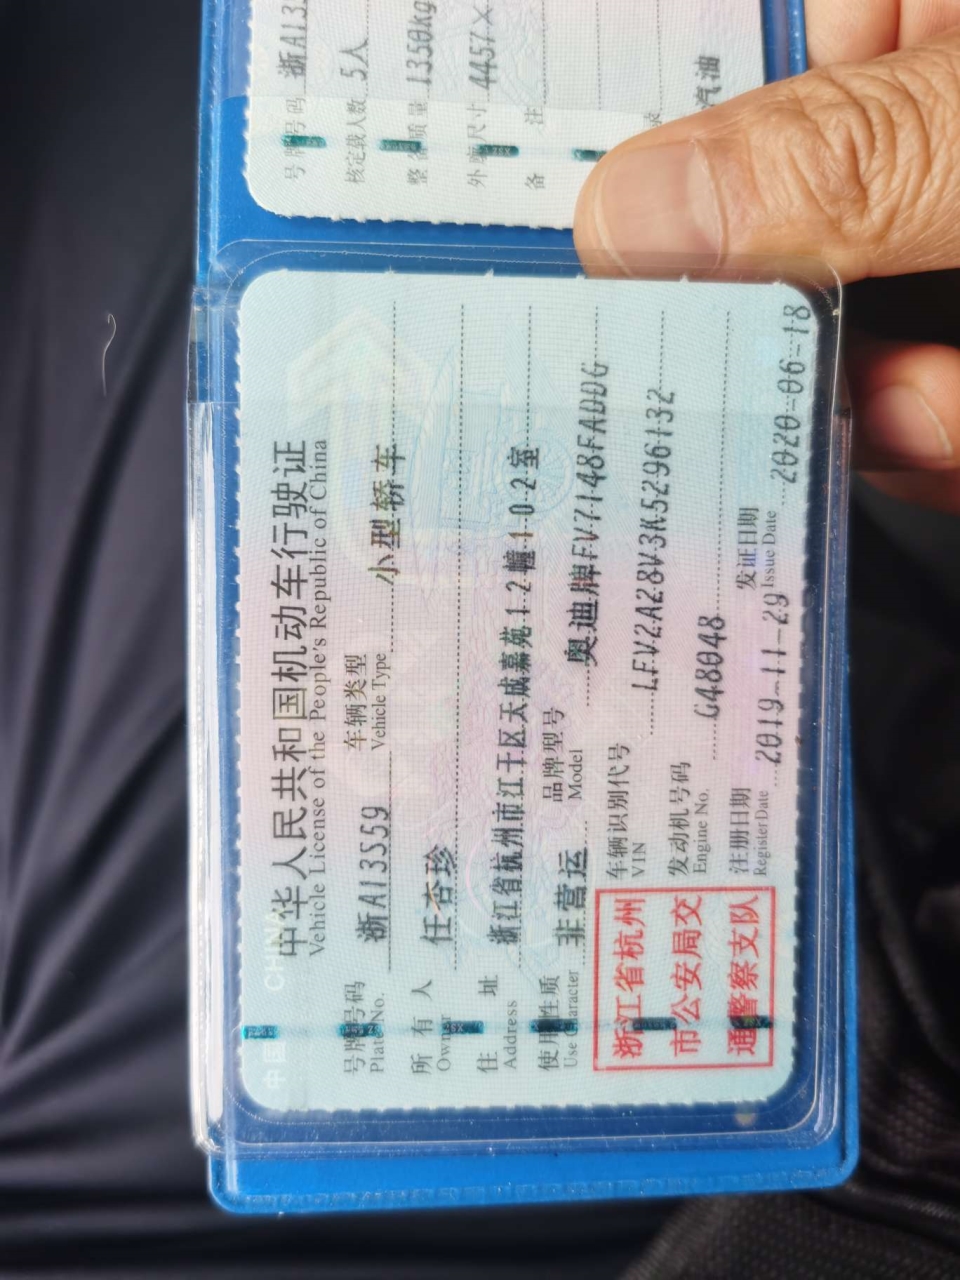 中国 CHINA
中华人民共和国机动车行驶证
Vehicle License of the People's Republic of China
号牌号码 浙A13S59 车辆类型 小型轿车
Plate No. Vehicle Type
所有人 任杏珍
Owner
住址 浙江省杭州市江干区天成嘉苑12幢1-0-2室
Address
使用性质 非营运 品牌型号 奥迪牌FV7148FADDG
Use Character Model
浙江省杭州
市公安局交
通警察支队
车辆识别代号 LFV2A28V3K5296132
VIN
发动机号码 G48048
Engine No.
注册日期 2019-11-29 发证日期 2020-06-18
Register Date Issue Date
号牌号码 浙A13
核定载人数 5人
整备质量 1350kg
外廓尺寸 4457×
备注
录
汽油